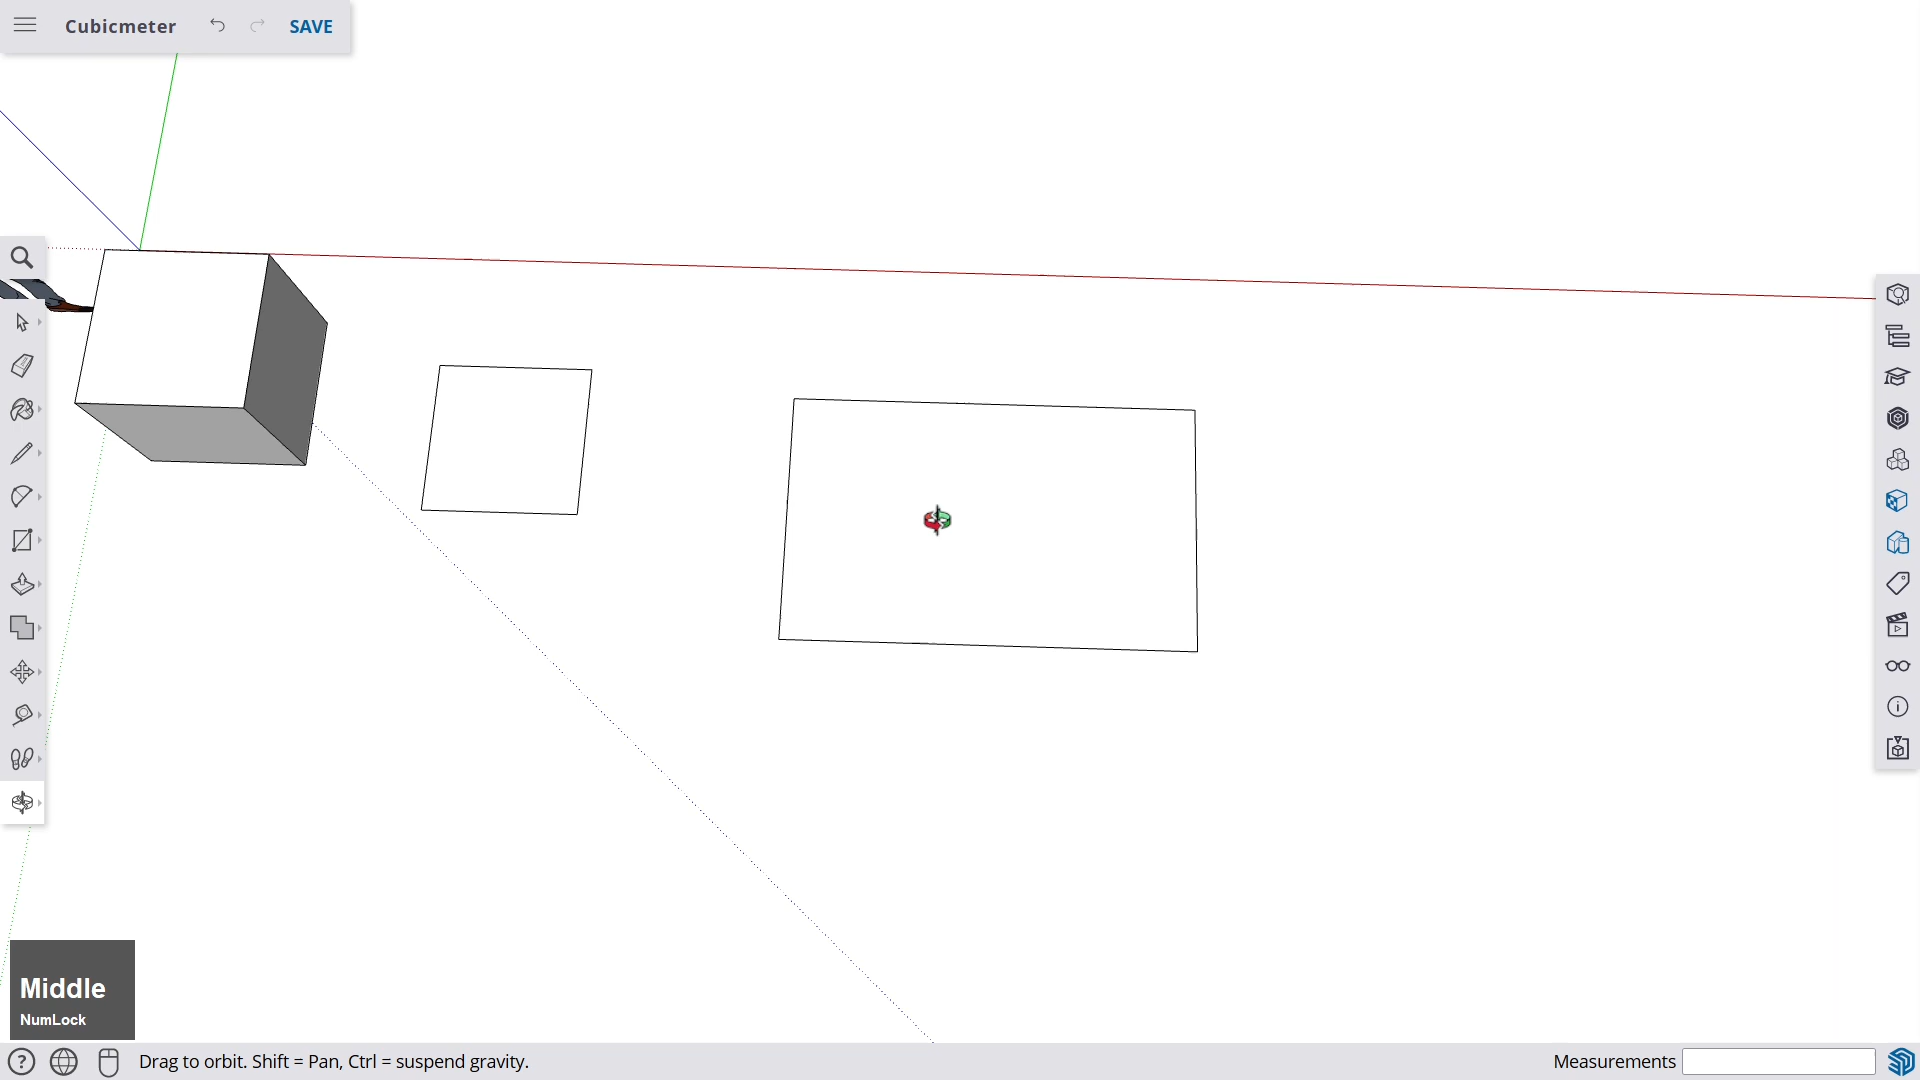 Cubicmeter
SAVE
Middle
NumLock
Drag to orbit. Shift = Pan, Ctrl = suspend gravity.
Measurements